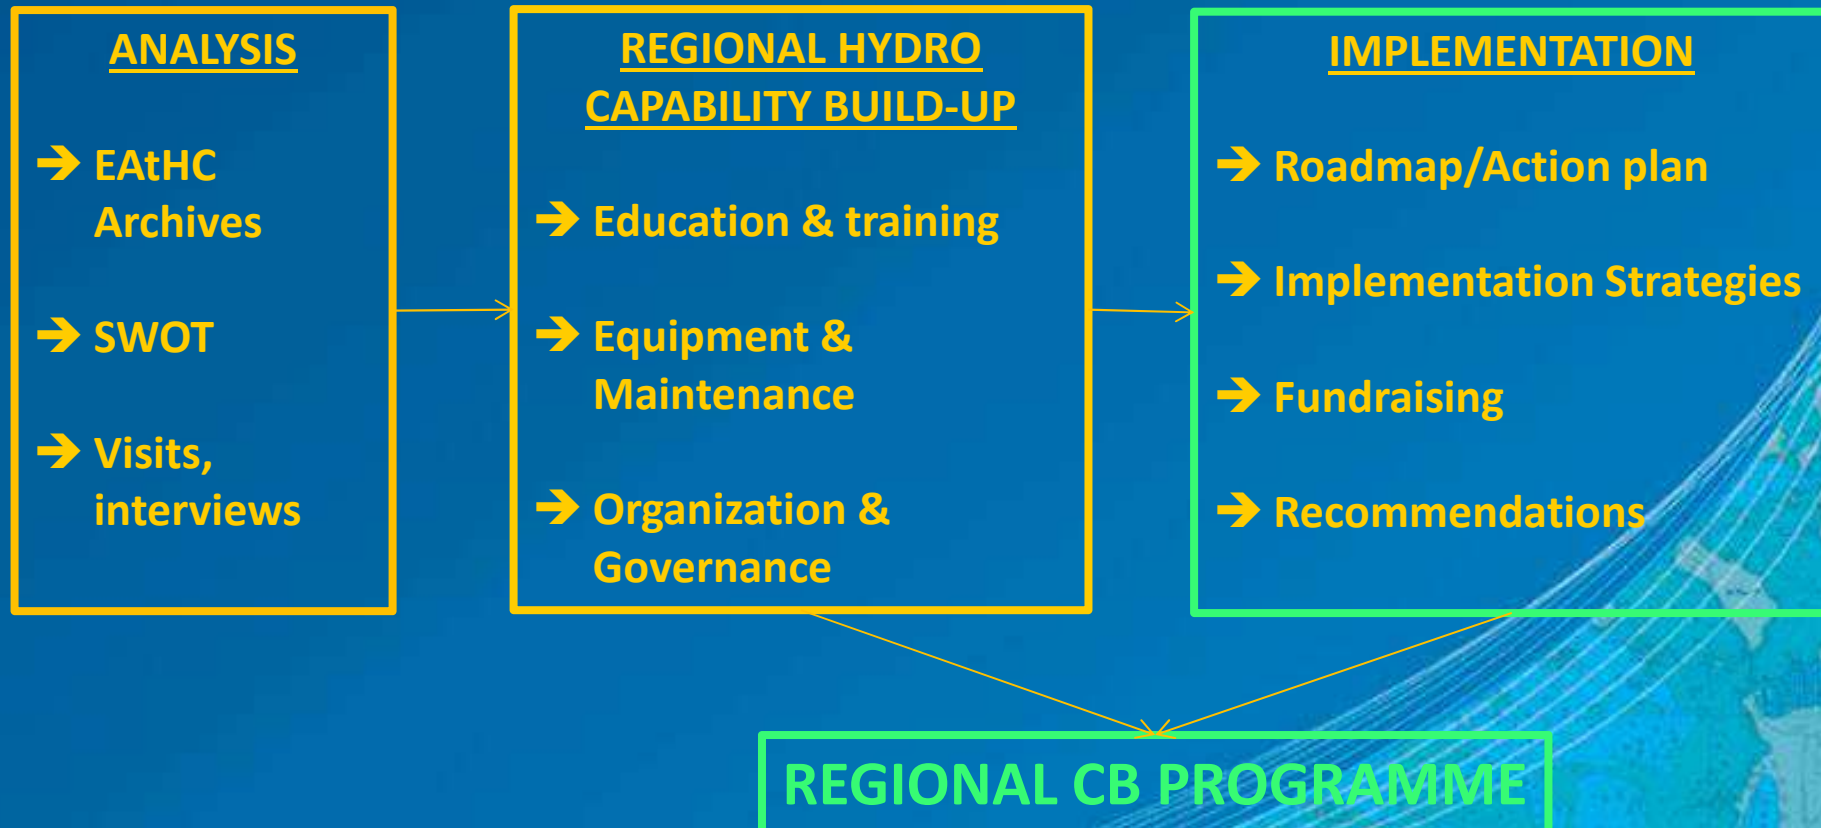 ANALYSIS
➔ EAtHC
Archives
➔ SWOT
➔ Visits,
interviews
REGIONAL HYDRO
CAPABILITY BUILD-UP
➔ Education & training
➔ Equipment &
Maintenance
➔ Organization &
Governance
IMPLEMENTATION
➔ Roadmap/Action plan
➔ Implementation Strategies
➔ Fundraising
➔ Recommendations
REGIONAL CB PROGRAMME